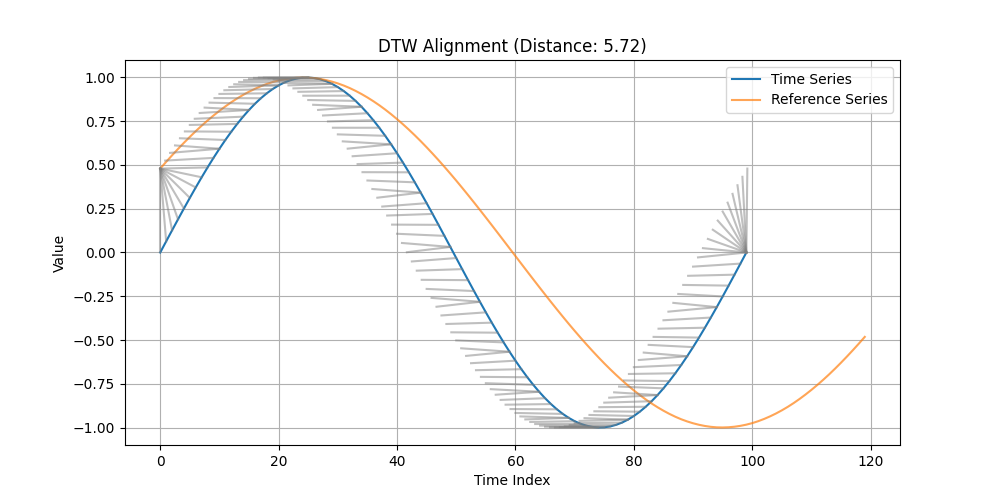 DTW Alignment (Distance: 5.72)
Time Series
Reference Series
1.00
0.75
0.50
0.25
0.00
−0.25
−0.50
−0.75
−1.00
Value
0 20 40 60 80 100 120
Time Index